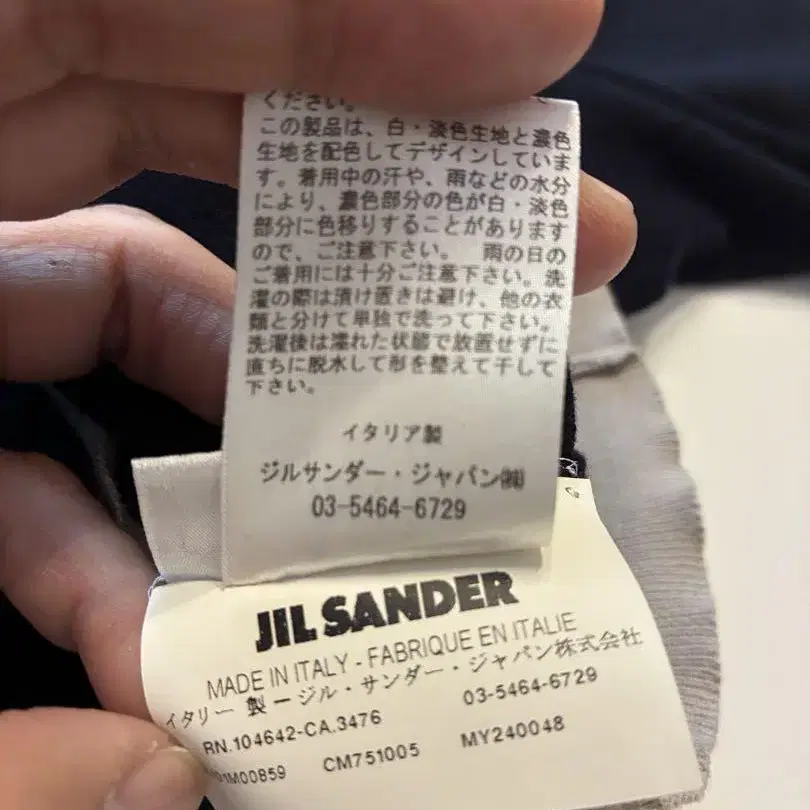 ください。
この製品は、白・淡色生地と濃色
生地を配色してデザインしていま
す。着用中の汗や、雨などの水分
により、濃色部分の色が白・淡色
部分に色移りすることがあります
ので、ご注意下さい。 雨の日の
ご着用には十分ご注意下さい。洗
濯の際は漬け置きは避け、他の衣
類と分けて単独で洗って下さい。
洗濯後は濡れた状態で放置せずに
直ちに脱水して形を整えて干して
下さい。
イタリア製
ジルサンダー・ジャパン㈱
03-5464-6729
JIL SANDER
MADE IN ITALY - FABRIQUE EN ITALIE
イタリー 製 ー ジル・サンダー・ジャパン株式会社
03-5464-6729
RN.104642-CA.3476
01M00859 CM751005 MY240048